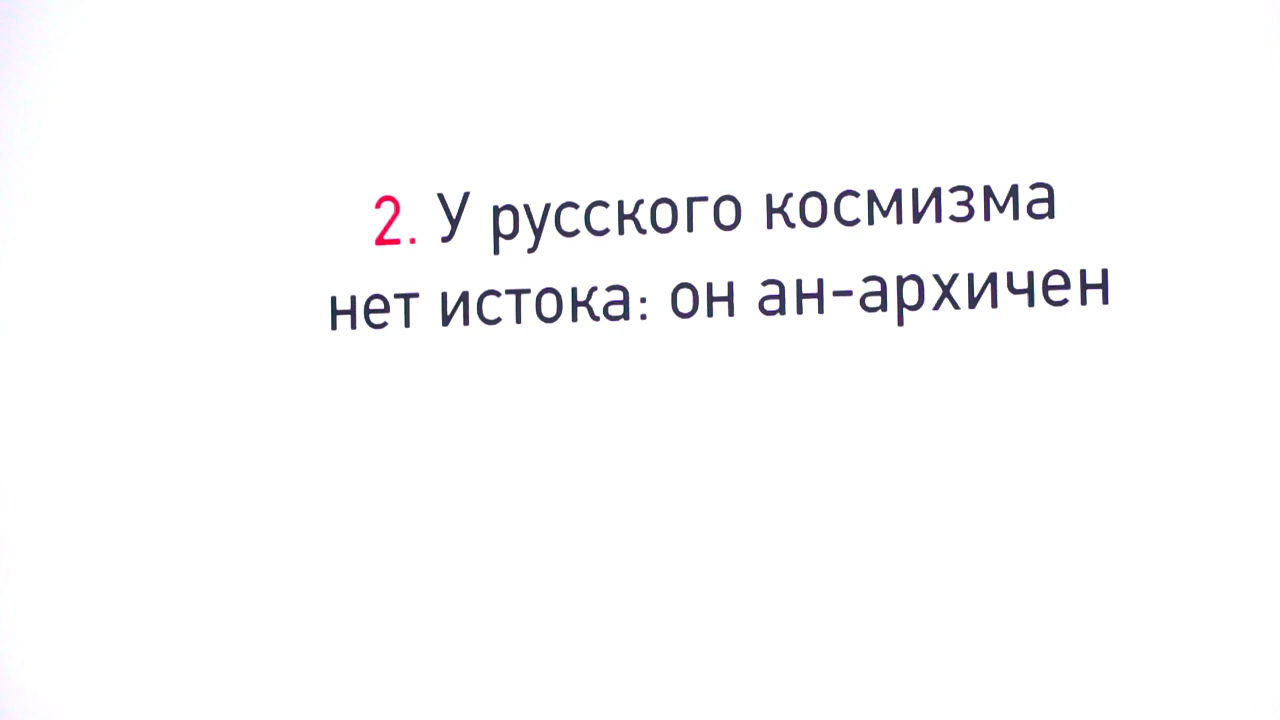 2. У русского космизма
нет истока: он ан-архичен